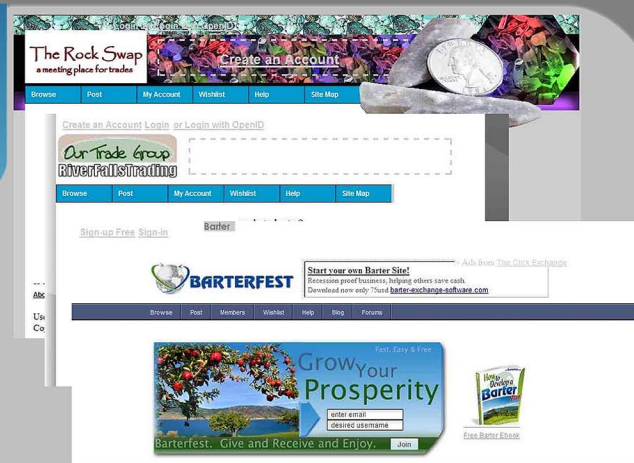 Login or Login with OpenID
The Rock Swap
a meeting place for trades
Create an Account
Browse Post My Account Wishlist Help Site Map
Create an Account Login or Login with OpenID
Our Trade Group
RiverFallsTrading
Browse Post My Account Wishlist Help Site Map
Barter
Sign-up Free Sign-in
Ads from The Click Exchange
BARTERFEST
Start your own Barter Site!
Recession proof business, helping others save cash.
Download now only 75usd barter-exchange-software.com
Abo
Use
Co
Browse Post Members Wishlist Help Blog Forums
Fast, Easy & Free
Grow Your
Prosperity
enter email
desired username
Barterfest. Give and Receive and Enjoy. Join
How to
Develop a
Barter
Free Barter Ebook